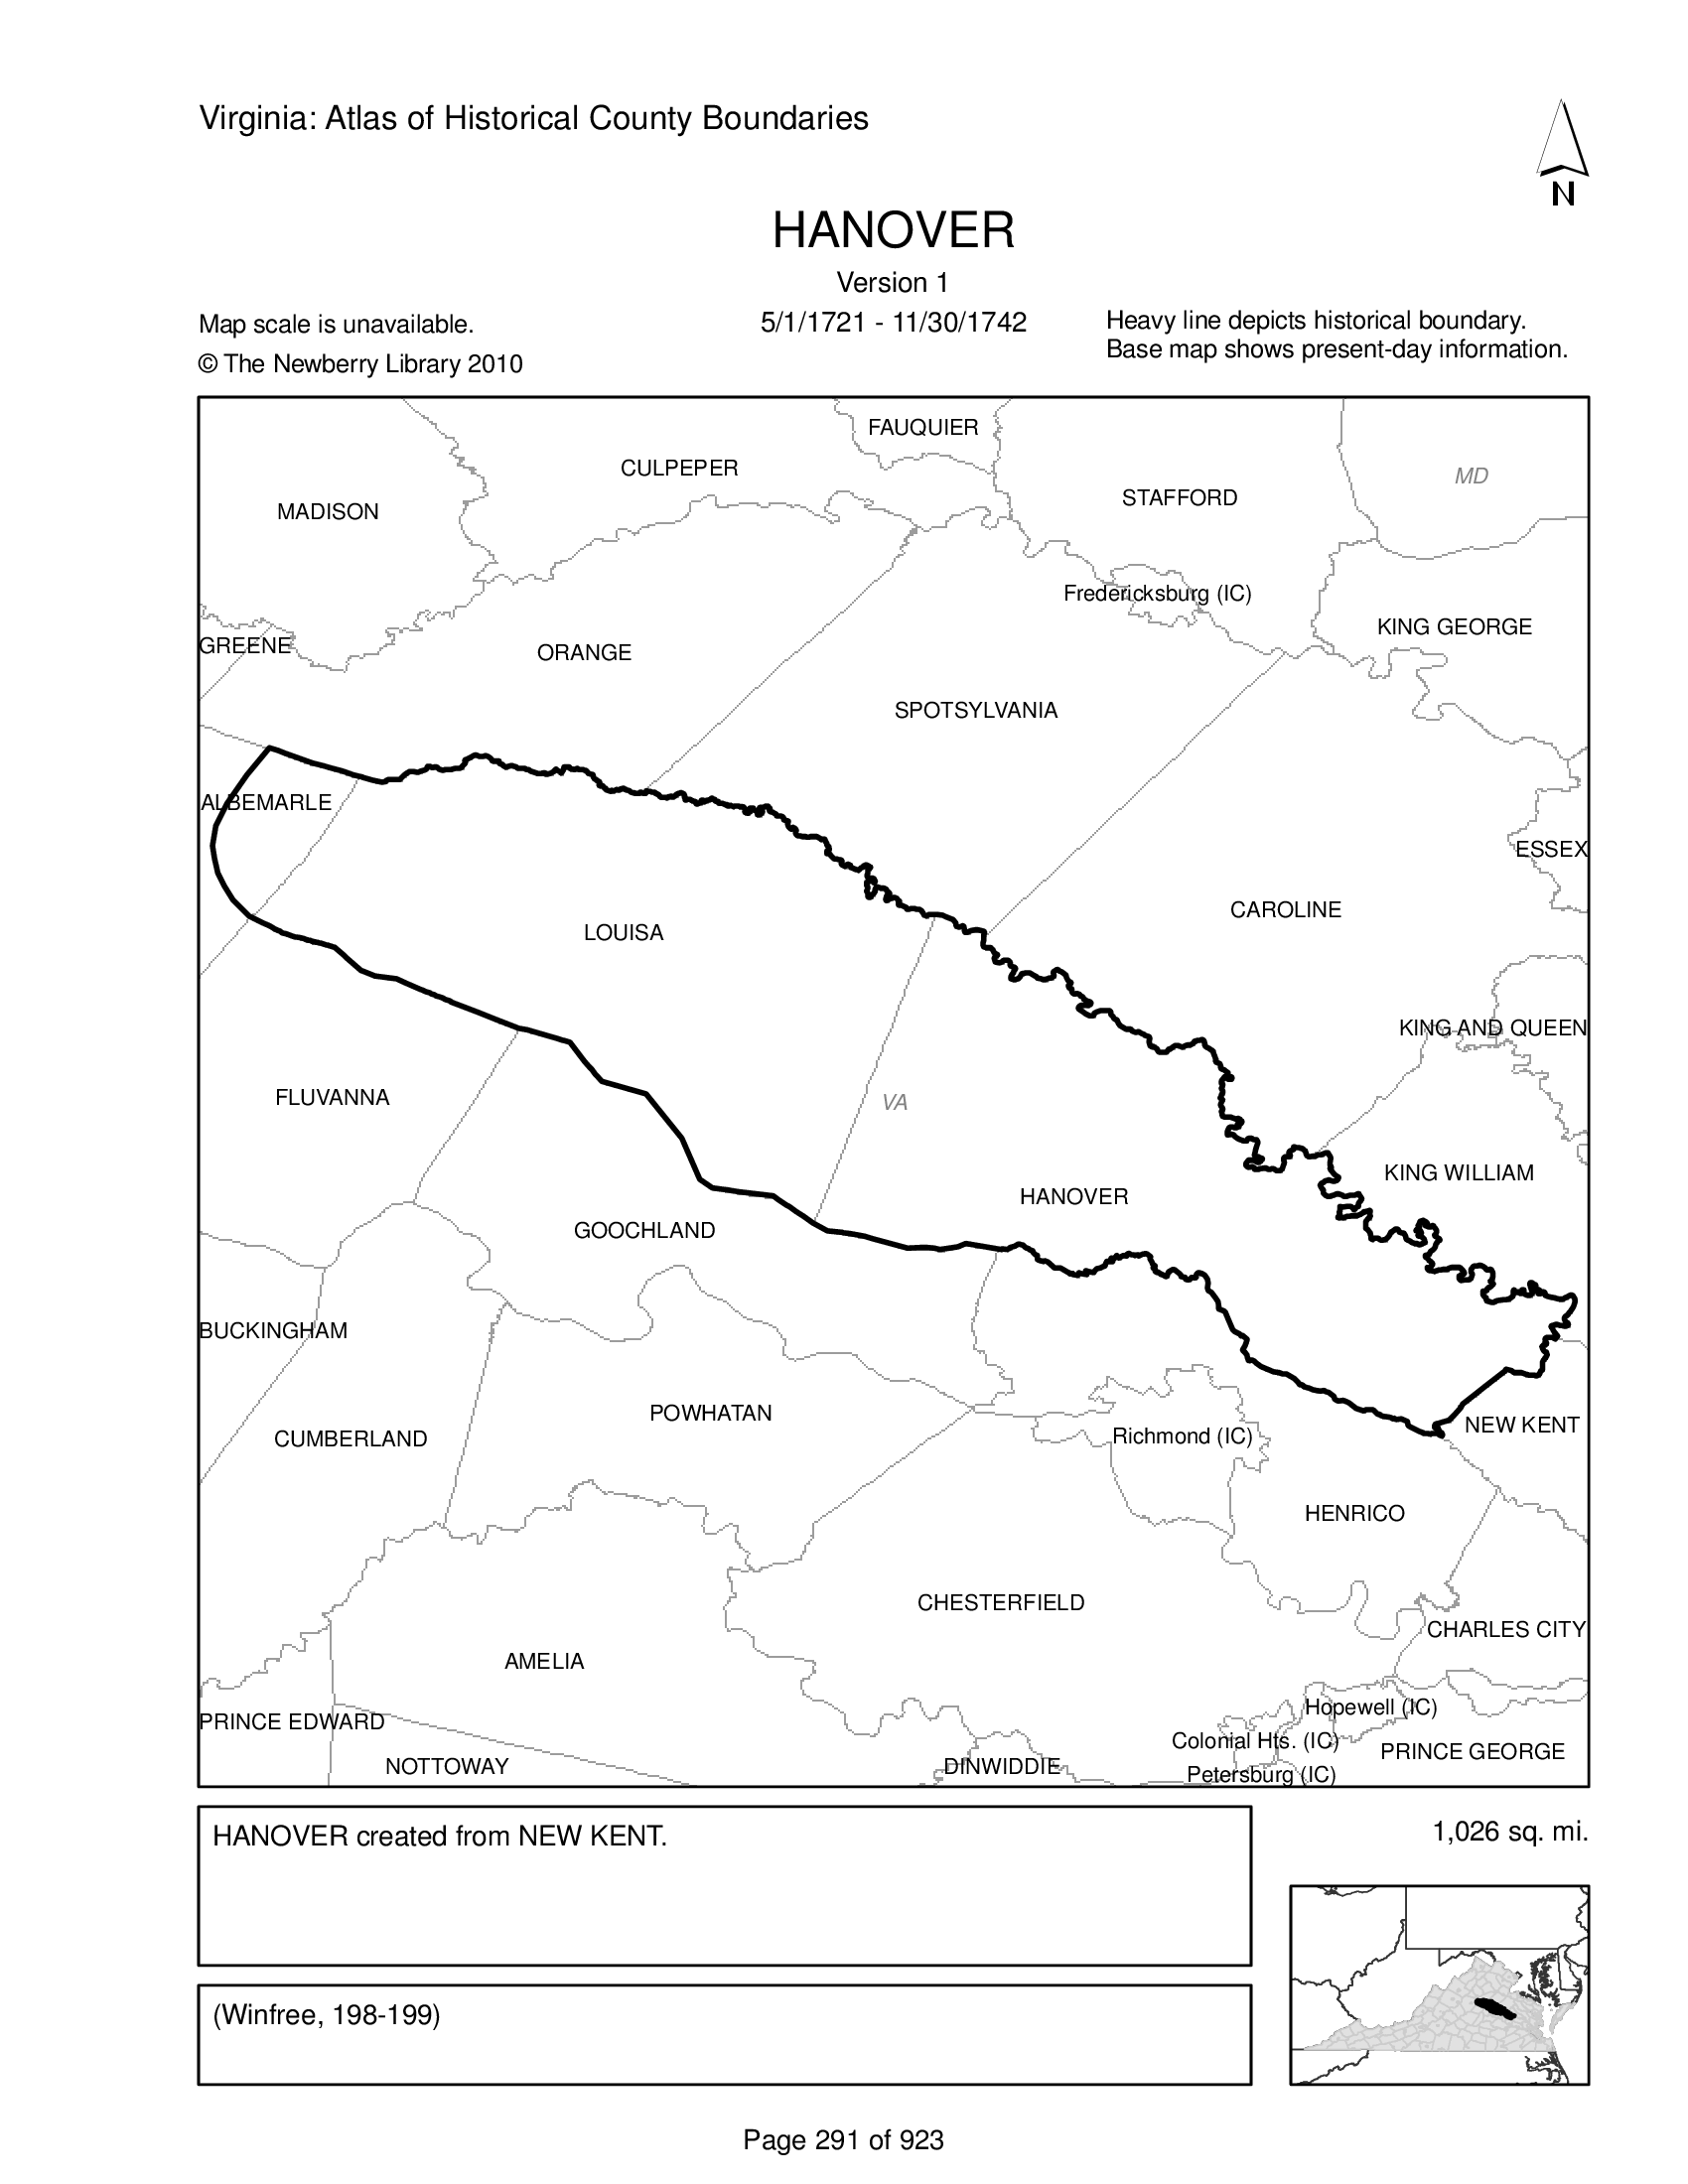 Virginia: Atlas of Historical County Boundaries
N
HANOVER
Version 1
5/1/1721 - 11/30/1742
Map scale is unavailable.
© The Newberry Library 2010
Heavy line depicts historical boundary.
Base map shows present-day information.
FAUQUIER
CULPEPER
MD
STAFFORD
MADISON
Fredericksburg (IC)
KING GEORGE
GREENE
ORANGE
SPOTSYLVANIA
ALBEMARLE
ESSEX
CAROLINE
LOUISA
KING AND QUEEN
FLUVANNA
VA
KING WILLIAM
HANOVER
GOOCHLAND
BUCKINGHAM
POWHATAN
NEW KENT
CUMBERLAND
Richmond (IC)
HENRICO
CHESTERFIELD
CHARLES CITY
AMELIA
Hopewell (IC)
PRINCE EDWARD
Colonial Hts. (IC)
PRINCE GEORGE
NOTTOWAY
DINWIDDIE
Petersburg (IC)
HANOVER created from NEW KENT.
1,026 sq. mi.
(Winfree, 198-199)
Page 291 of 923